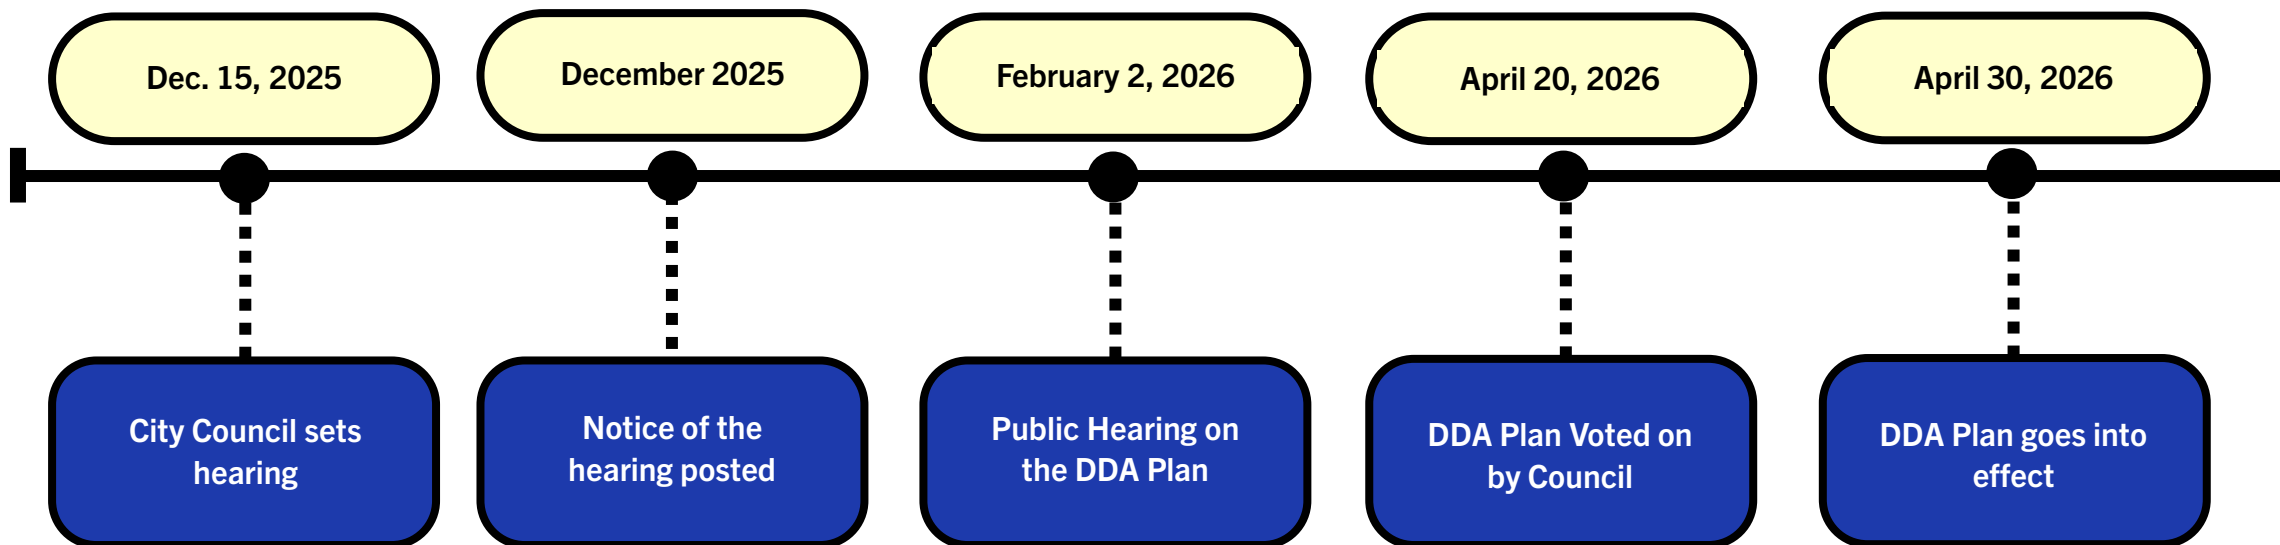 Dec. 15, 2025
December 2025
February 2, 2026
April 20, 2026
April 30, 2026
City Council sets
hearing
Notice of the
hearing posted
Public Hearing on
the DDA Plan
DDA Plan Voted on
by Council
DDA Plan goes into
effect